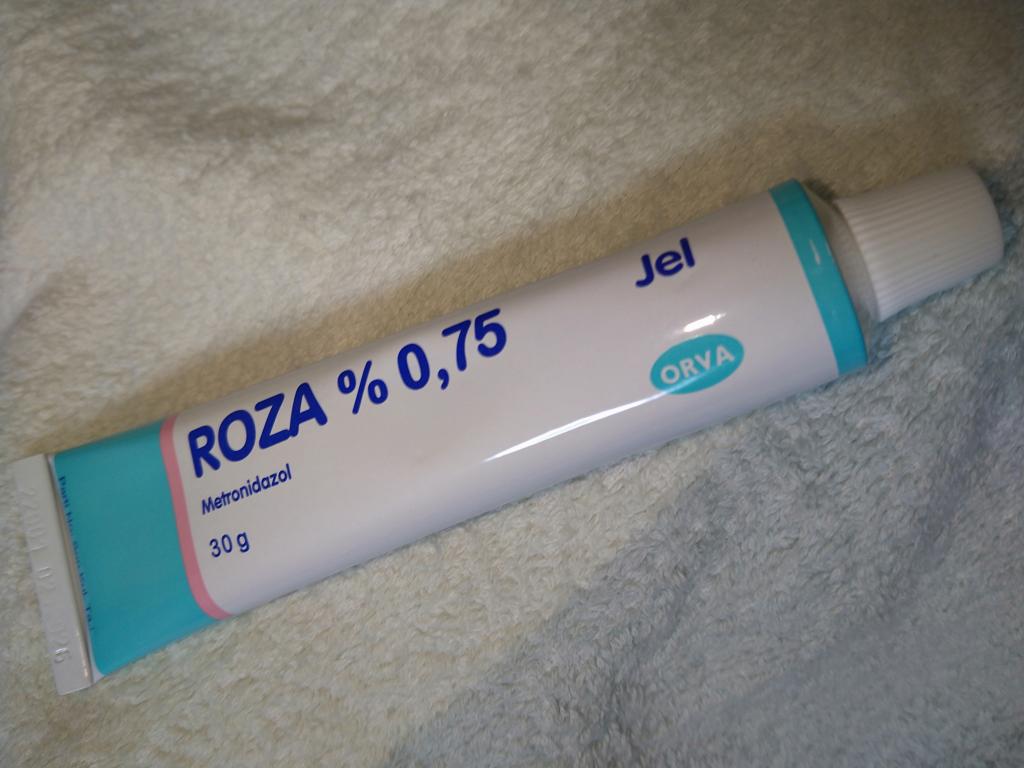 ROZA % 0,75
Jel
Metronidazol
30 g
ORVA